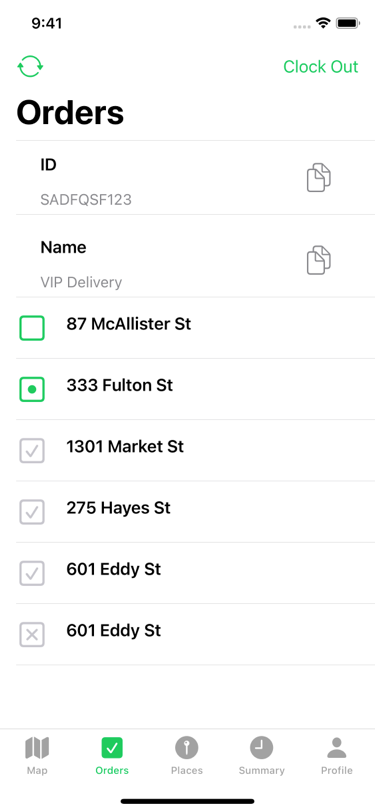 9:41
Clock Out
Orders
ID
SADFQSF123
Name
VIP Delivery
87 McAllister St
333 Fulton St
1301 Market St
275 Hayes St
601 Eddy St
601 Eddy St
Map Orders Places Summary Profile